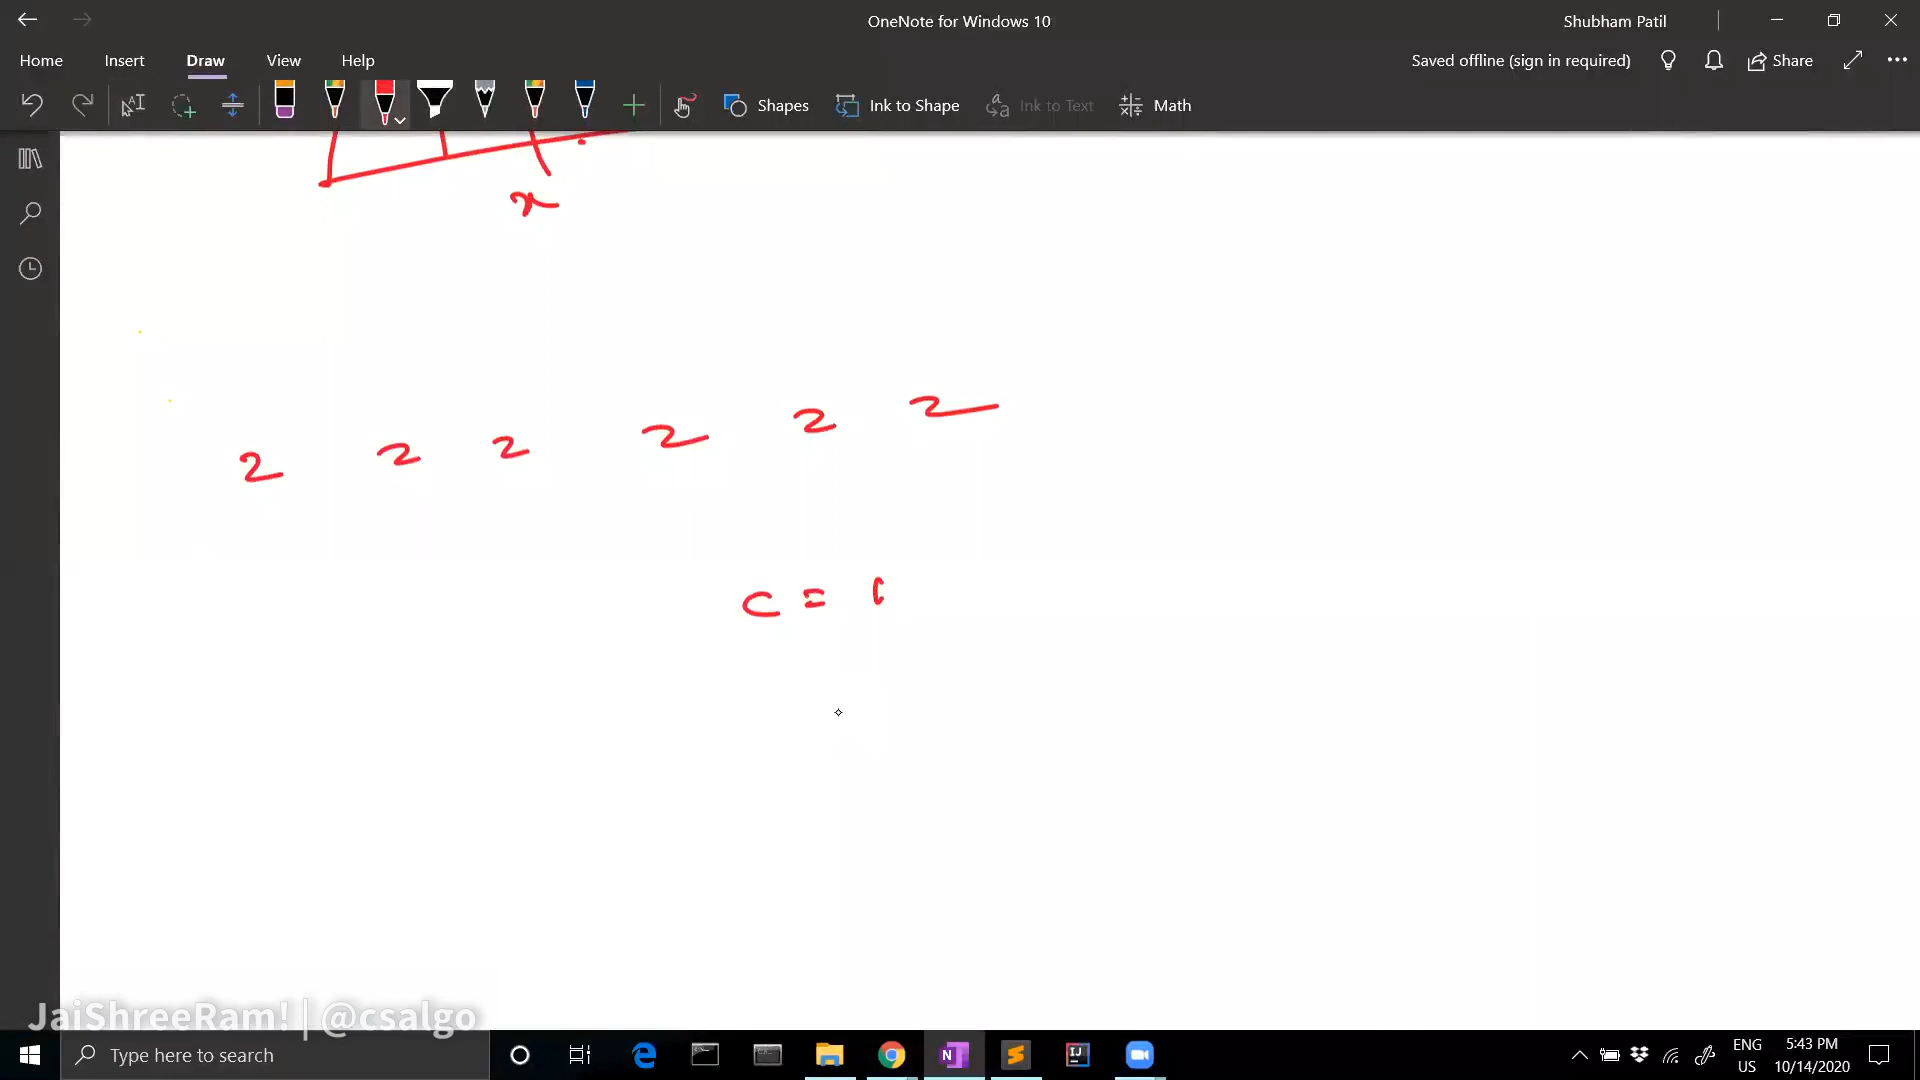 OneNote for Windows 10
Shubham Patil
Home Insert Draw View Help
Saved offline (sign in required)
Share
Shapes
Ink to Shape
Ink to Text
Math
x
2 2 2 2 2 2
c =
JaiShreeRam! | @csalgo
Type here to search
ENG
US
5:43 PM
10/14/2020